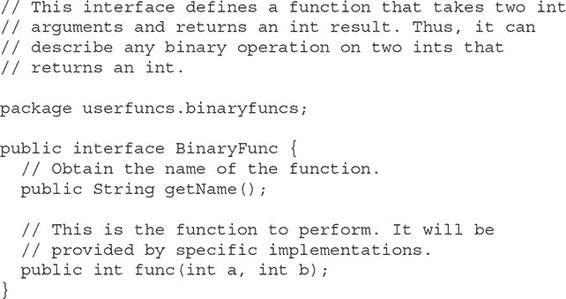 // This interface defines a function that takes two int
// arguments and returns an int result. Thus, it can
// describe any binary operation on two ints that
// returns an int.

package userfuncs.binaryfuncs;

public interface BinaryFunc {
  // Obtain the name of the function.
  public String getName();

  // This is the function to perform. It will be
  // provided by specific implementations.
  public int func(int a, int b);
}